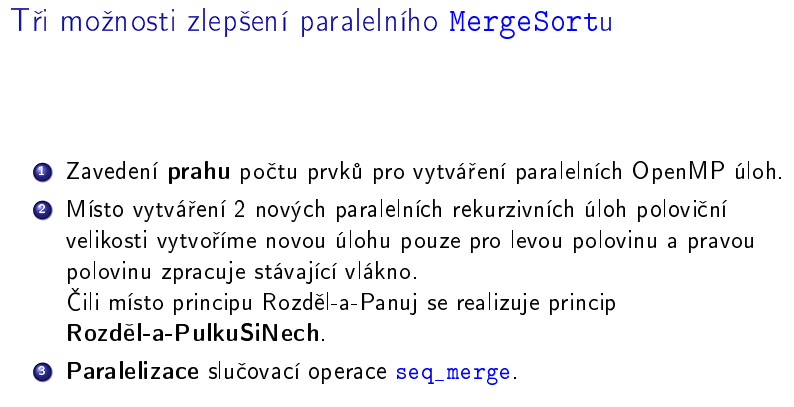 Tři možnosti zlepšení paralelního MergeSortu
1 Zavedení prahu počtu prvků pro vytváření paralelních OpenMP úloh.
2 Místo vytváření 2 nových paralelních rekurzivních úloh poloviční
velikosti vytvoříme novou úlohu pouze pro levou polovinu a pravou
polovinu zpracuje stávající vlákno.
Čili místo principu Rozděl-a-Panuj se realizuje princip
Rozděl-a-PulkuSiNech.
3 Paralelizace slučovací operace seq_merge.